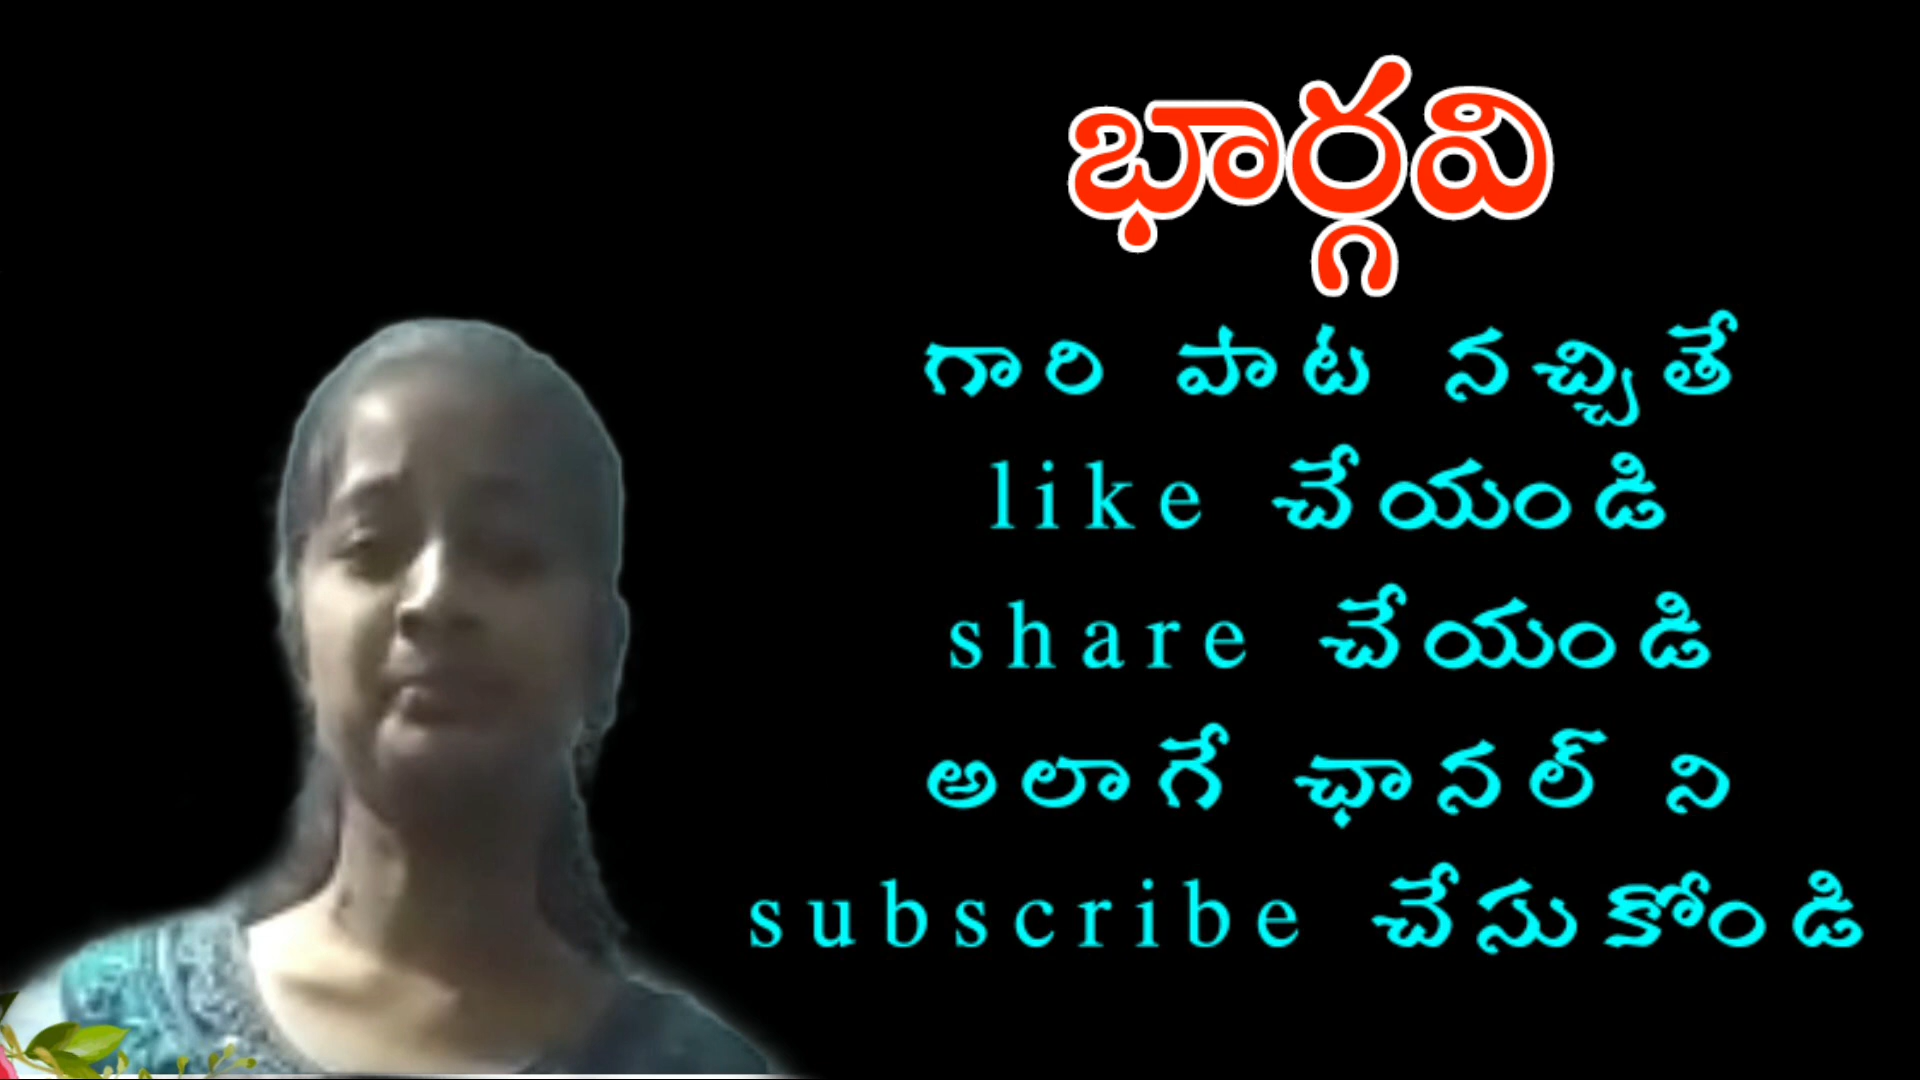 భార్గవి
గారి పాట నచ్చితే
like చేయండి
share చేయండి
అలాగే ఛానల్ ని
subscribe చేసుకోండి